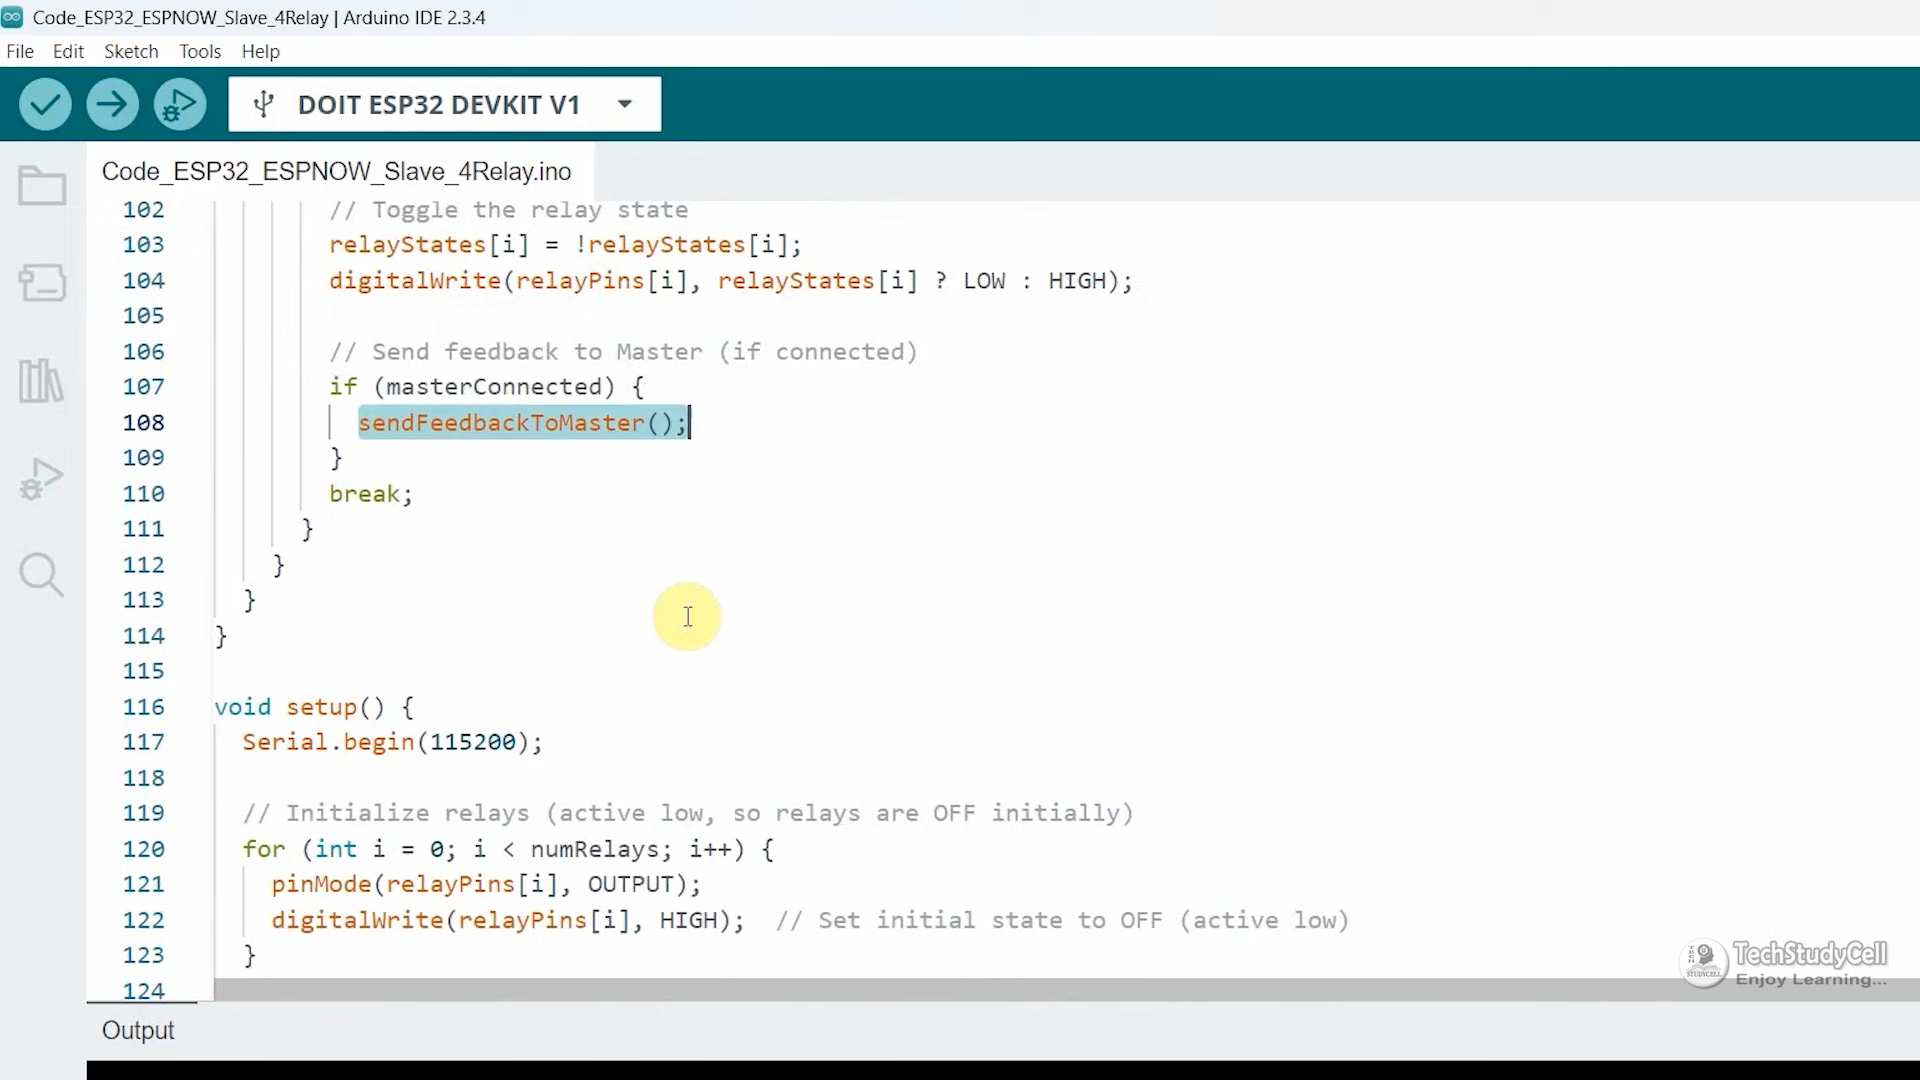 Code_ESP32_ESPNOW_Slave_4Relay | Arduino IDE 2.3.4
File Edit Sketch Tools Help
DOIT ESP32 DEVKIT V1
Code_ESP32_ESPNOW_Slave_4Relay.ino
102 // Toggle the relay state
103 relayStates[i] = !relayStates[i];
104 digitalWrite(relayPins[i], relayStates[i] ? LOW : HIGH);
105
106 // Send feedback to Master (if connected)
107 if (masterConnected) {
108 sendFeedbackToMaster();
109 }
110 break;
111 }
112 }
113 }
114 }
115
116 void setup() {
117 Serial.begin(115200);
118
119 // Initialize relays (active low, so relays are OFF initially)
120 for (int i = 0; i < numRelays; i++) {
121 pinMode(relayPins[i], OUTPUT);
122 digitalWrite(relayPins[i], HIGH); // Set initial state to OFF (active low)
123 }
124
TechStudyCell
Enjoy Learning...
Output